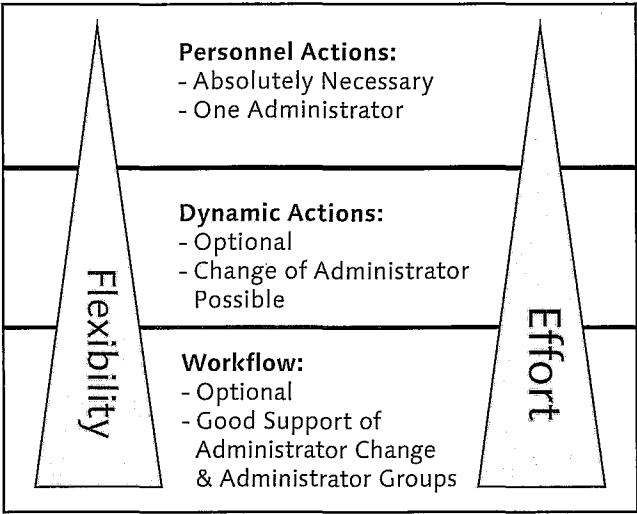 Personnel Actions:
- Absolutely Necessary
- One Administrator
Dynamic Actions:
- Optional
- Change of Administrator
Possible
Workflow:
- Optional
- Good Support of
Administrator Change
& Administrator Groups
Flexibility
Effort